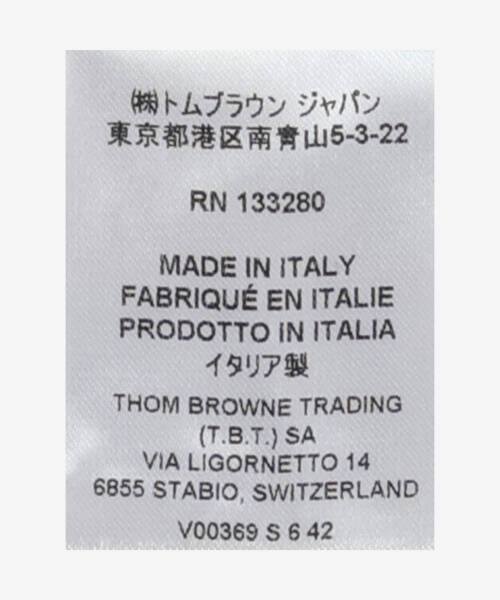 ㈱トムブラウン ジャパン
東京都港区南青山5-3-22
RN 133280
MADE IN ITALY
FABRIQUÉ EN ITALIE
PRODOTTO IN ITALIA
イタリア製
THOM BROWNE TRADING
(T.B.T.) SA
VIA LIGORNETTO 14
6855 STABIO, SWITZERLAND
V00369 S 6 42